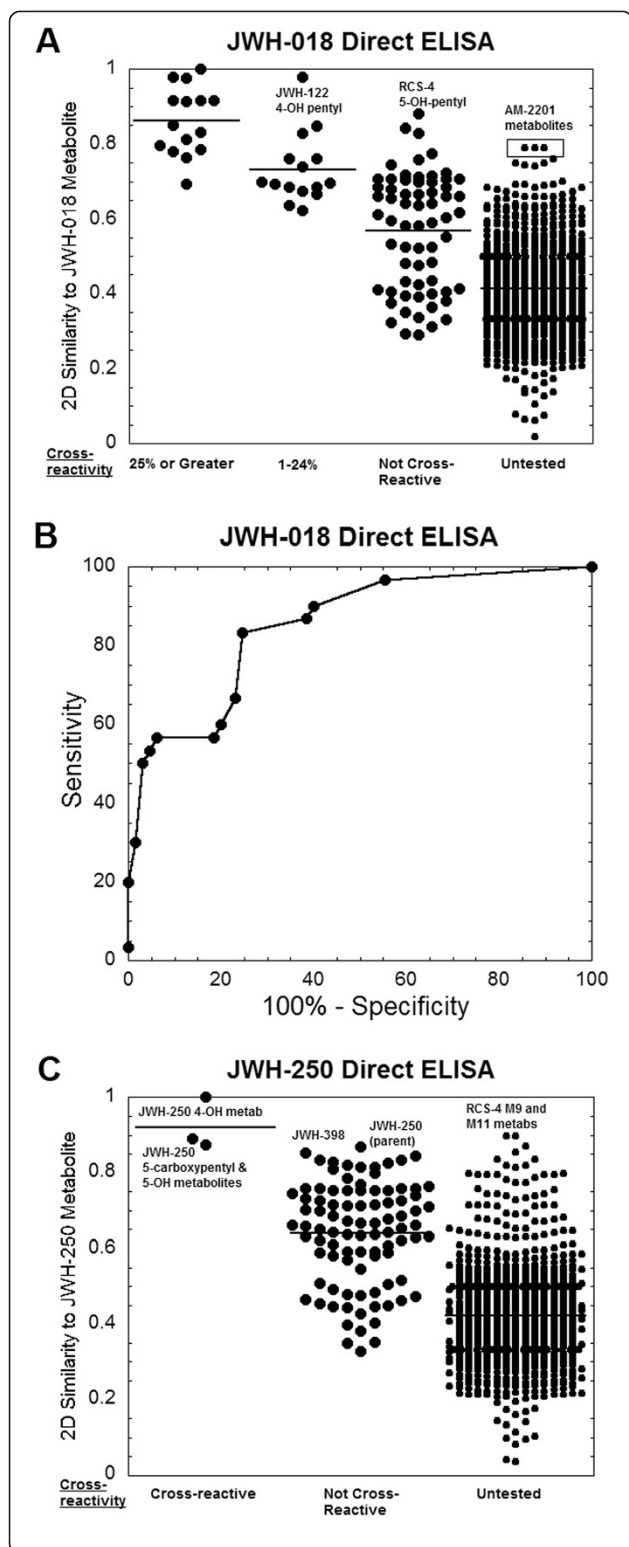 A
JWH-018 Direct ELISA
2D Similarity to JWH-018 Metabolite
1
0.8
0.6
0.4
0.2
0
JWH-122
4-OH pentyl
RCS-4
5-OH-pentyl
AM-2201
metabolites
Cross-
reactivity
25% or Greater
1-24%
Not Cross-
Reactive
Untested
B
JWH-018 Direct ELISA
Sensitivity
100
80
60
40
20
0
0 20 40 60 80 100
100% - Specificity
C
JWH-250 Direct ELISA
2D Similarity to JWH-250 Metabolite
1
0.8
0.6
0.4
0.2
0
JWH-250 4-OH metab
JWH-250
5-carboxypentyl &
5-OH metabolites
JWH-398
JWH-250
(parent)
RCS-4 M9 and
M11 metabs
Cross-
reactivity
Cross-reactive
Not Cross-
Reactive
Untested